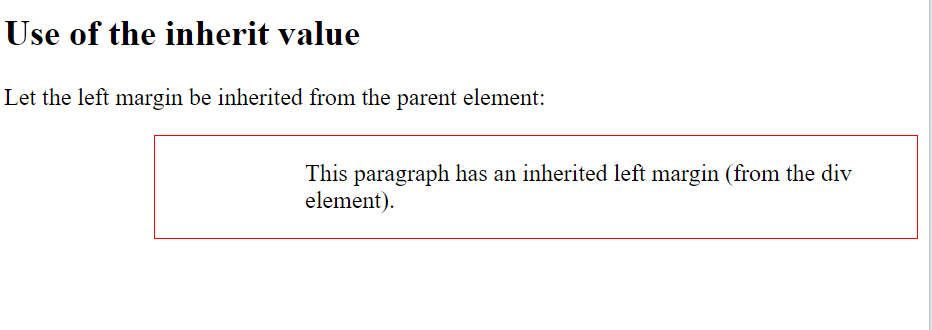 Use of the inherit value
Let the left margin be inherited from the parent element:
This paragraph has an inherited left margin (from the div
element).